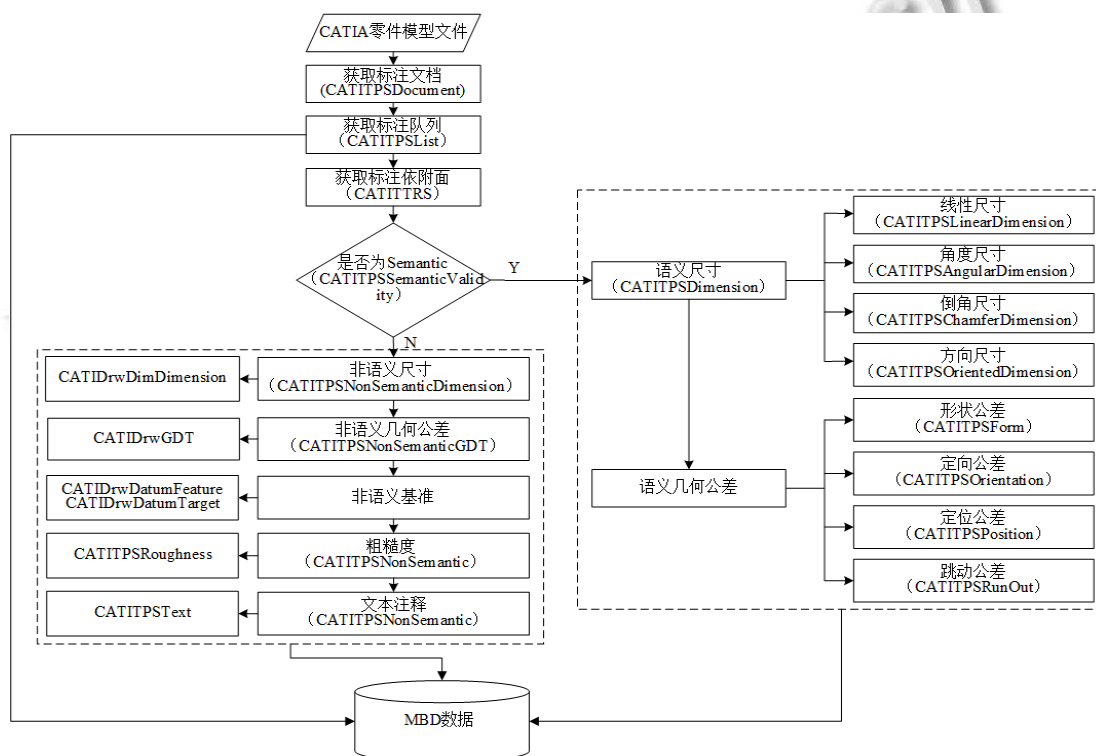 CATIA零件模型文件
获取标注文档
(CATITPSDocument)
获取标注队列
（CATITPSList）
获取标注依附面
（CATITTRS）
是否为Semantic
（CATITPSSemanticValid
ity）
Y
N
语义尺寸
（CATITPSDimension）
线性尺寸
（CATITPSLinearDimension）
角度尺寸
（CATITPSAngularDimension）
倒角尺寸
（CATITPSChamferDimension）
方向尺寸
（CATITPSOrientedDimension）
语义几何公差
形状公差
（CATITPSForm）
定向公差
（CATITPSOrientation）
定位公差
（CATITPSPosition）
跳动公差
（CATITPSRunOut）
非语义尺寸
（CATITPSNonSemanticDimension）
CATIDrwDimDimension
非语义几何公差
（CATITPSNonSemanticGDT）
CATIDrwGDT
非语义基准
CATIDrwDatumFeature
CATIDrwDatumTarget
粗糙度
（CATITPSNonSemantic）
CATITPSRoughness
文本注释
（CATITPSNonSemantic）
CATITPSText
MBD数据